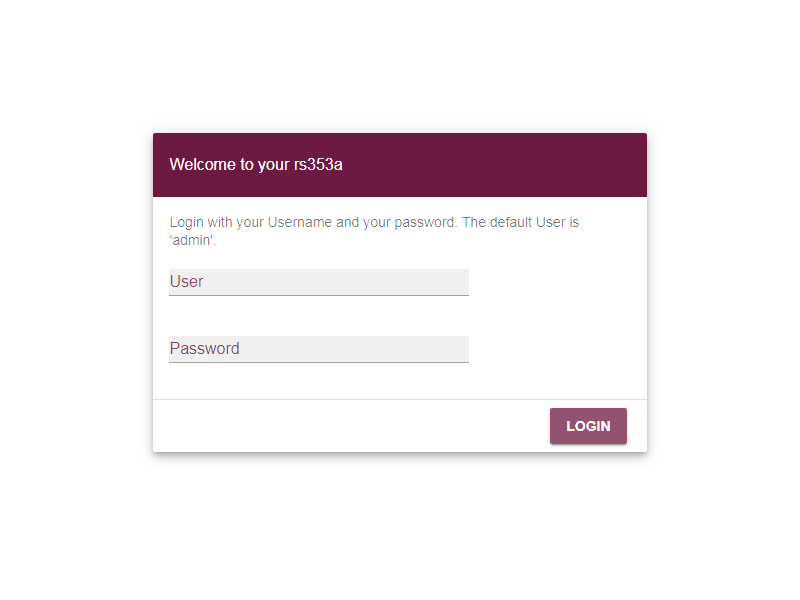 Welcome to your rs353a
Login with your Username and your password. The default User is
'admin'.
User
Password
LOGIN